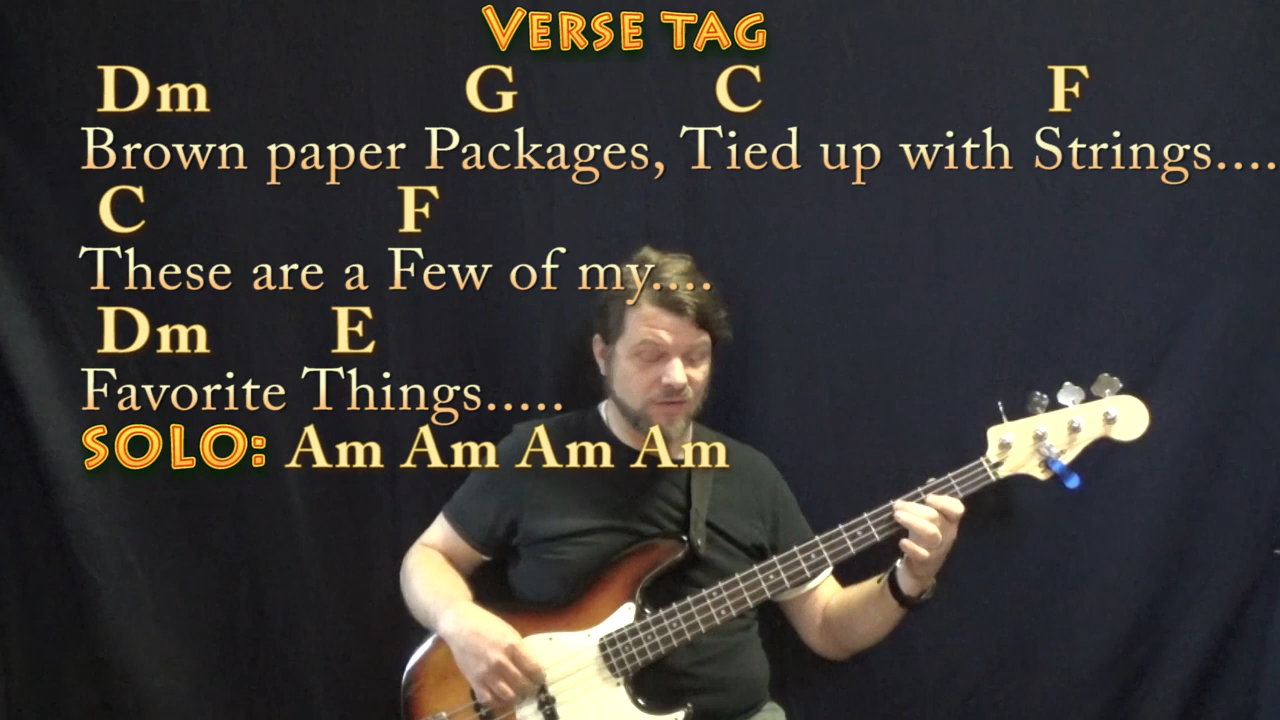 VERSE TAG
Dm G C F
Brown paper Packages, Tied up with Strings....
C F
These are a Few of my....
Dm E
Favorite Things.....
SOLO: Am Am Am Am